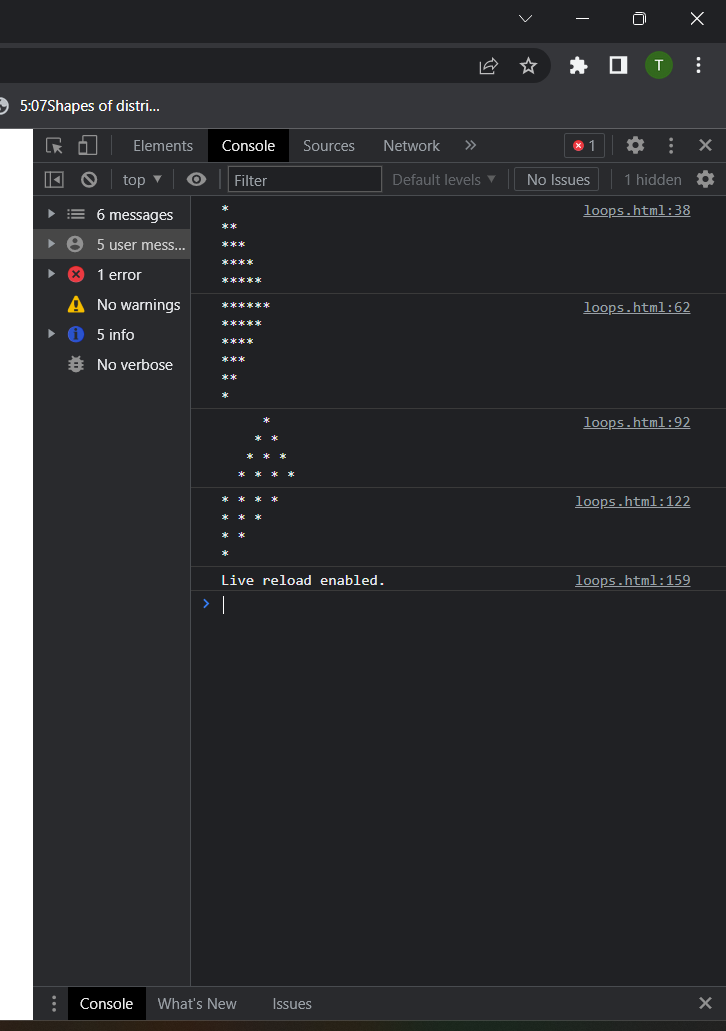 T
5:07Shapes of distri...
Elements Console Sources Network 1
top Filter Default levels No Issues 1 hidden
6 messages
5 user mess...
1 error
No warnings
5 info
No verbose
* loops.html:38
**
***
****
*****
****** loops.html:62
*****
****
***
**
*
      * loops.html:92
    * *
   * * *
  * * * *
* * * * loops.html:122
* * *
* *
*
Live reload enabled. loops.html:159
Console What's New Issues